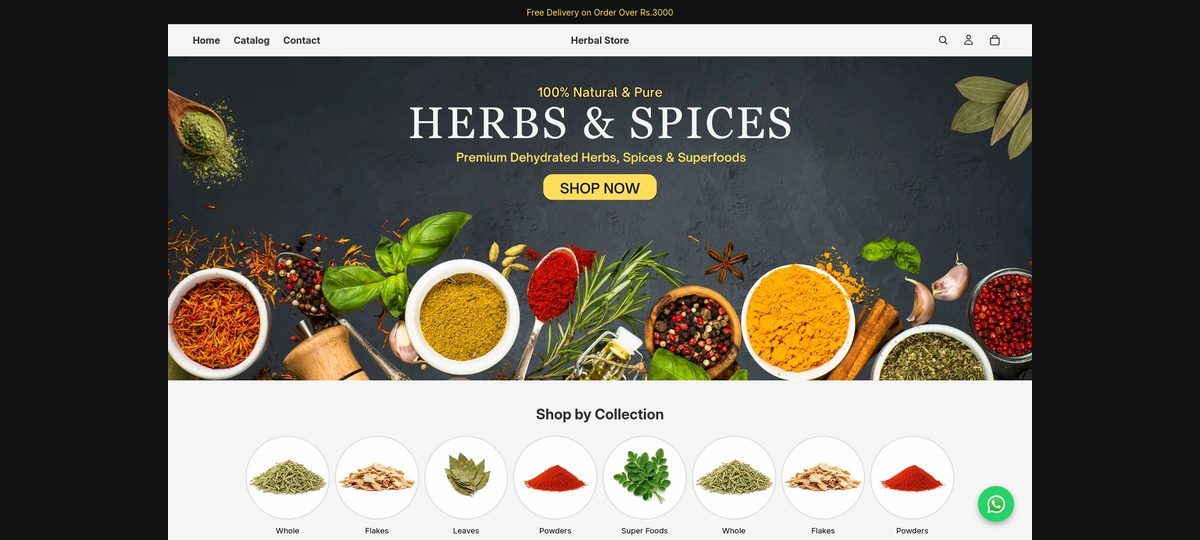 Free Delivery on Order Over Rs.3000
Home Catalog Contact Herbal Store
100% Natural & Pure
HERBS & SPICES
Premium Dehydrated Herbs, Spices & Superfoods
SHOP NOW
Shop by Collection
Whole Flakes Leaves Powders Super Foods Whole Flakes Powders